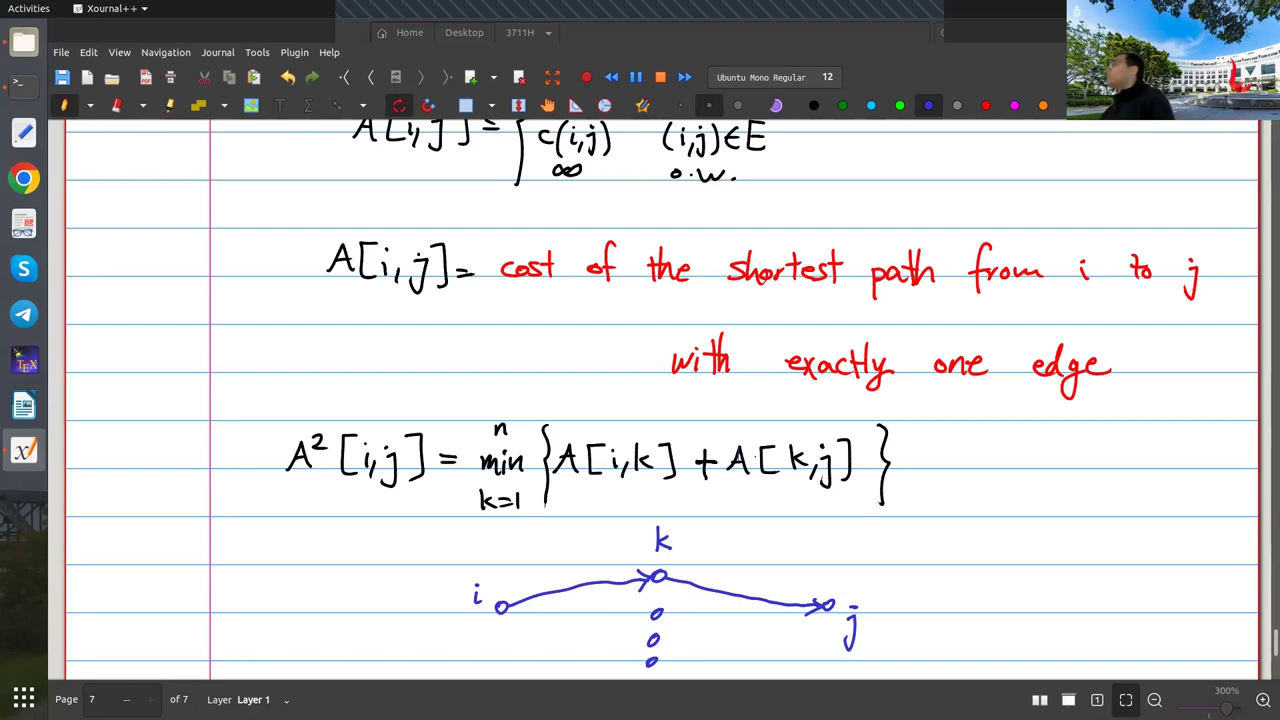 Activities
Xournal++
Home
Desktop
3711H
File Edit View Navigation Journal Tools Plugin Help
Ubuntu Mono Regular 12
A[i,j] = { c(i,j) (i,j)∈E
∞ o.w.
A[i,j] = cost of the shortest path from i to j
with exactly one edge
A²[i,j] = min_{k=1}^{n} {A[i,k] + A[k,j]}
k
i
j
Page 7 of 7 Layer Layer 1
300%